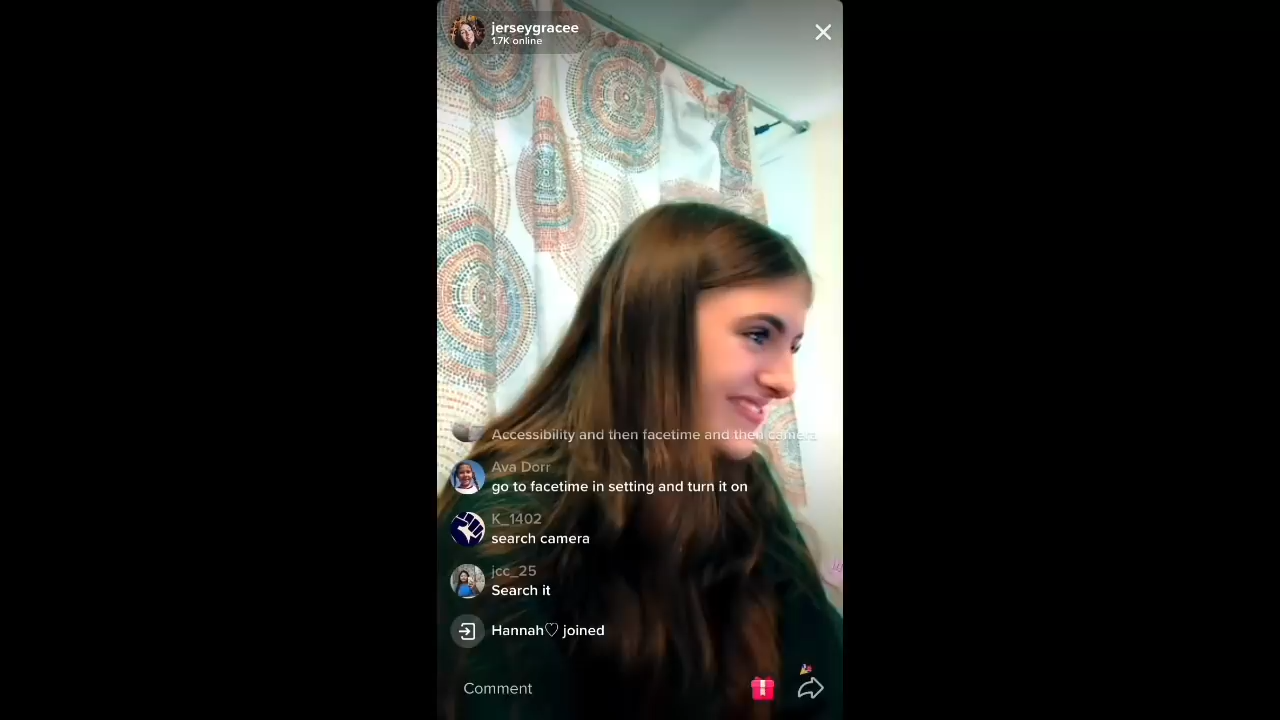 jerseygracee
1.7K online
Accessibility and then facetime and then camera
Ava Dorr
go to facetime in setting and turn it on
K_1402
search camera
jcc_25
Search it
Hannah♡ joined
Comment